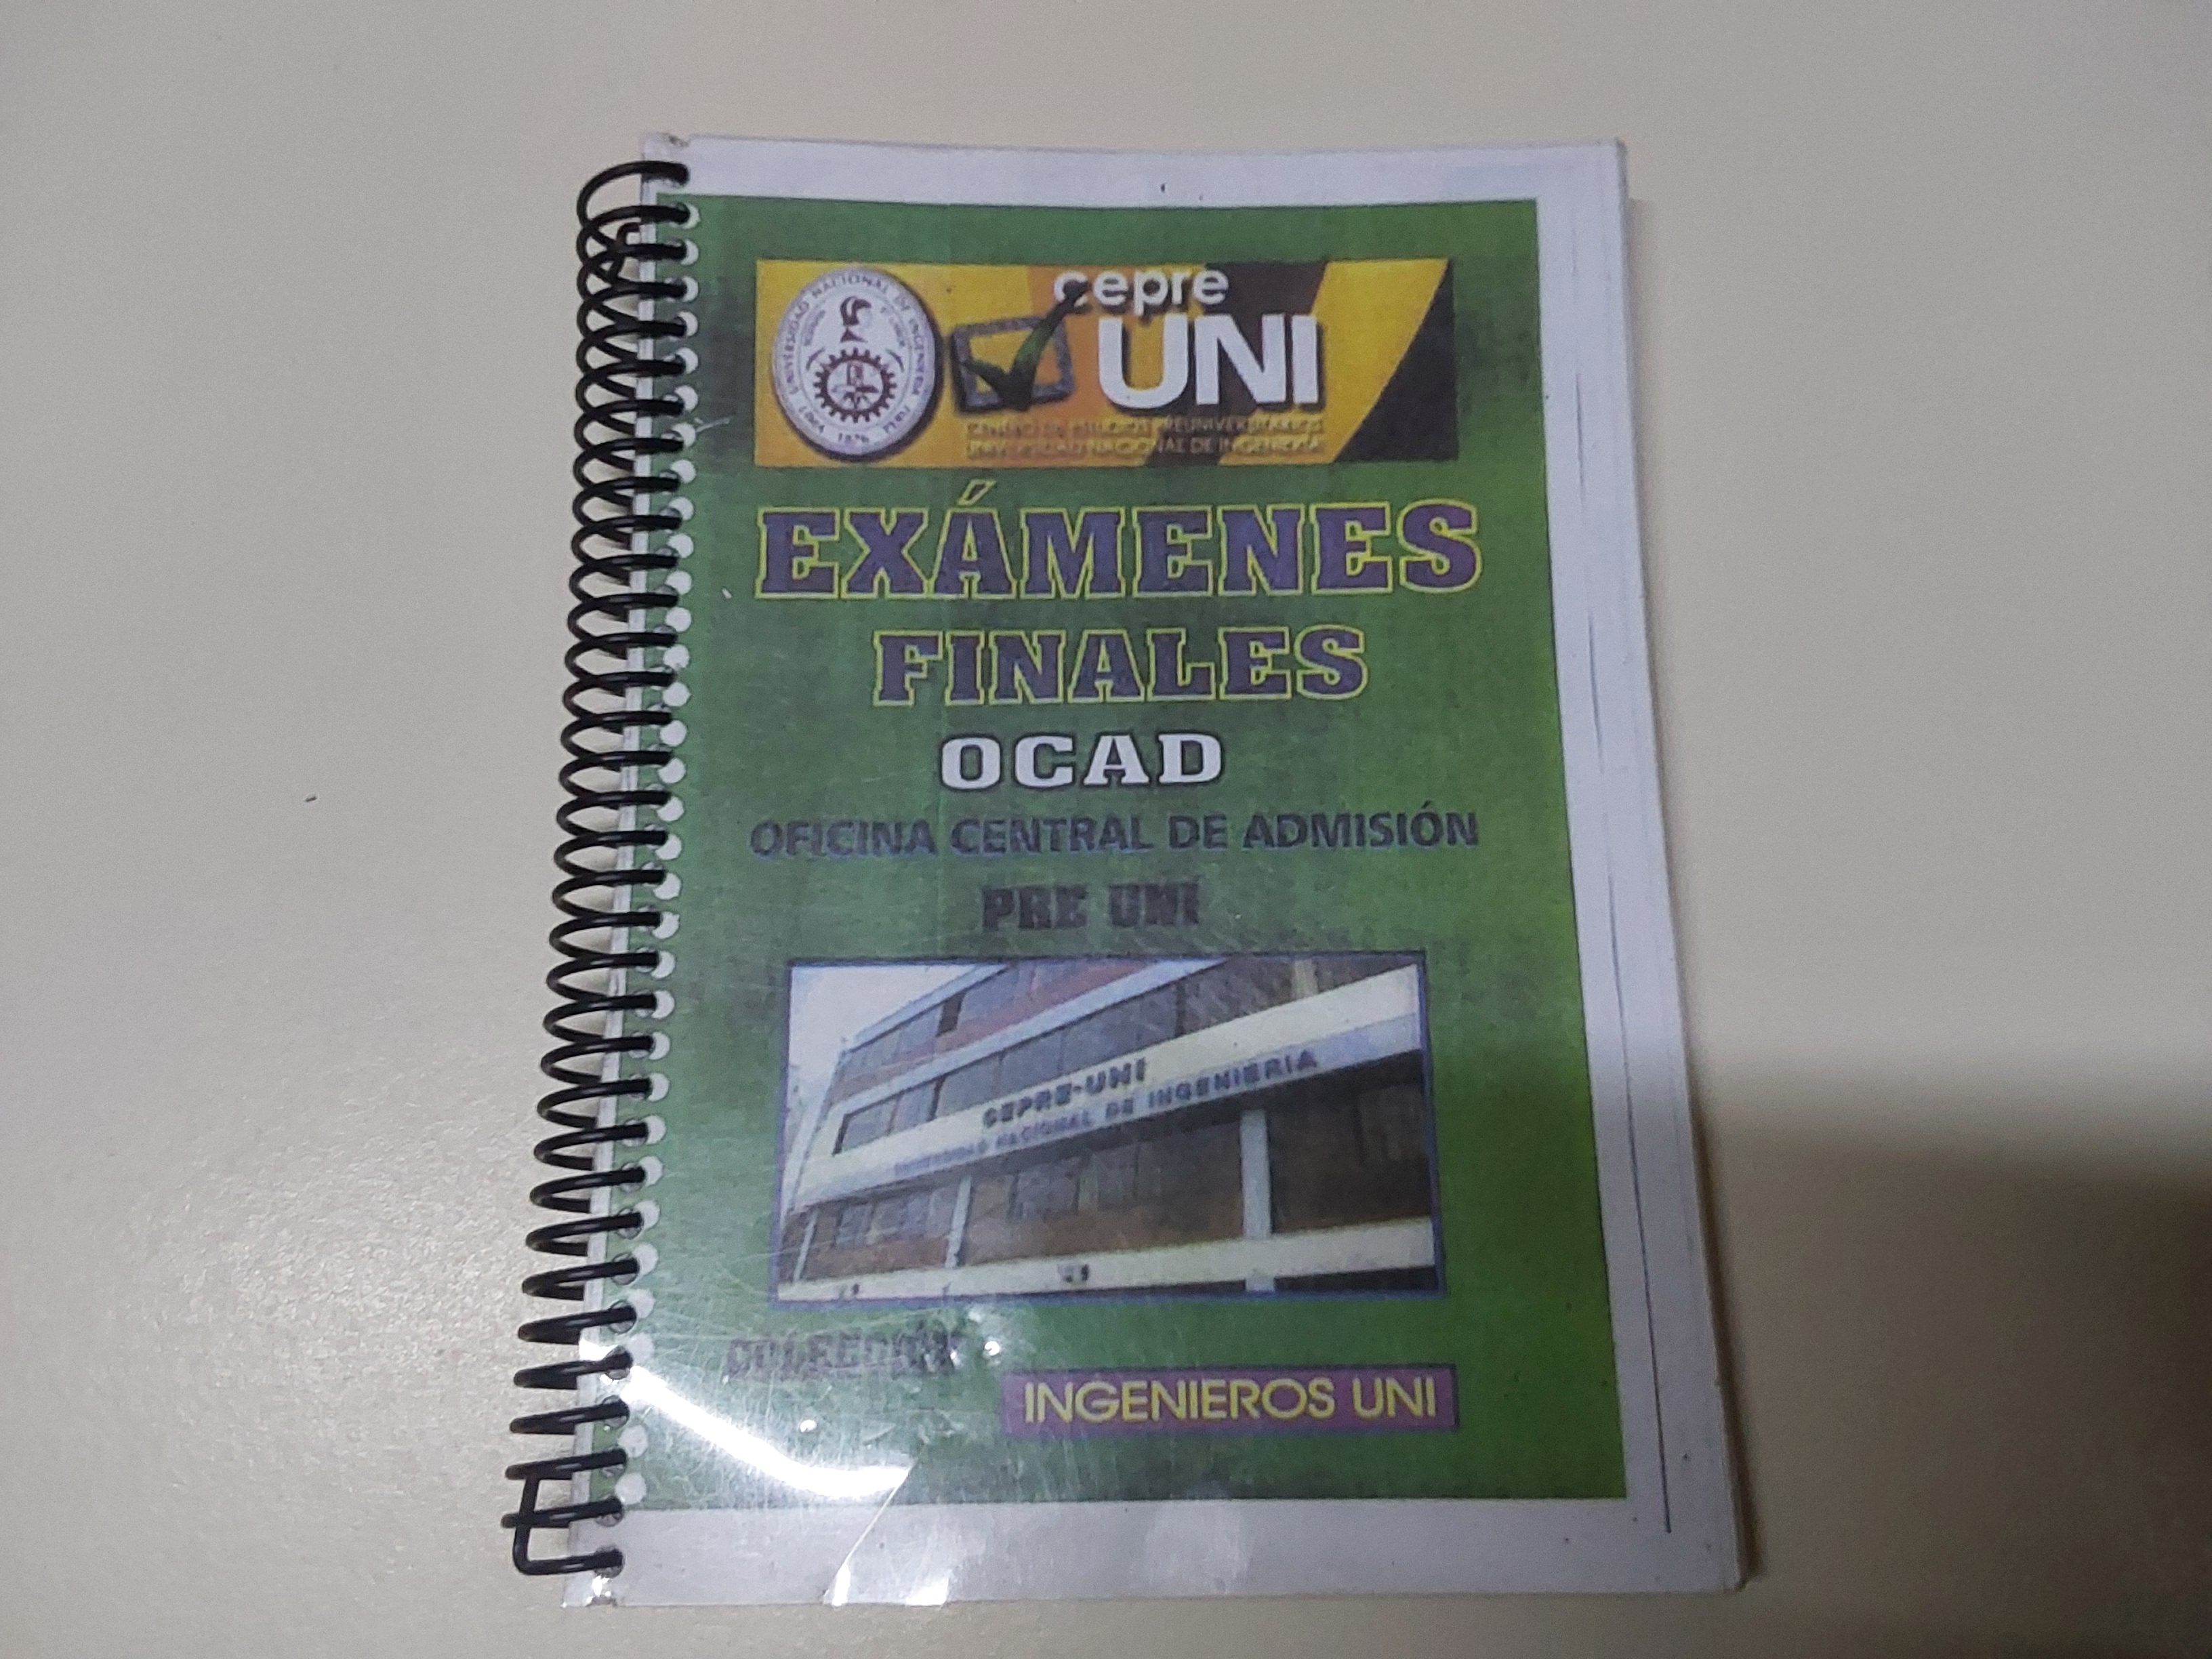 UNIVERSIDAD NACIONAL DE INGENIERIA
LIMA 1876 PERU
cepre
UNI
CENTRO DE ESTUDIOS PREUNIVERSITARIOS
UNIVERSIDAD NACIONAL DE INGENIERIA
EXÁMENES
FINALES
OCAD
OFICINA CENTRAL DE ADMISIÓN
PRE UNI
CEPRE-UNI
UNIVERSIDAD NACIONAL DE INGENIERIA
COLECCIÓN
INGENIEROS UNI